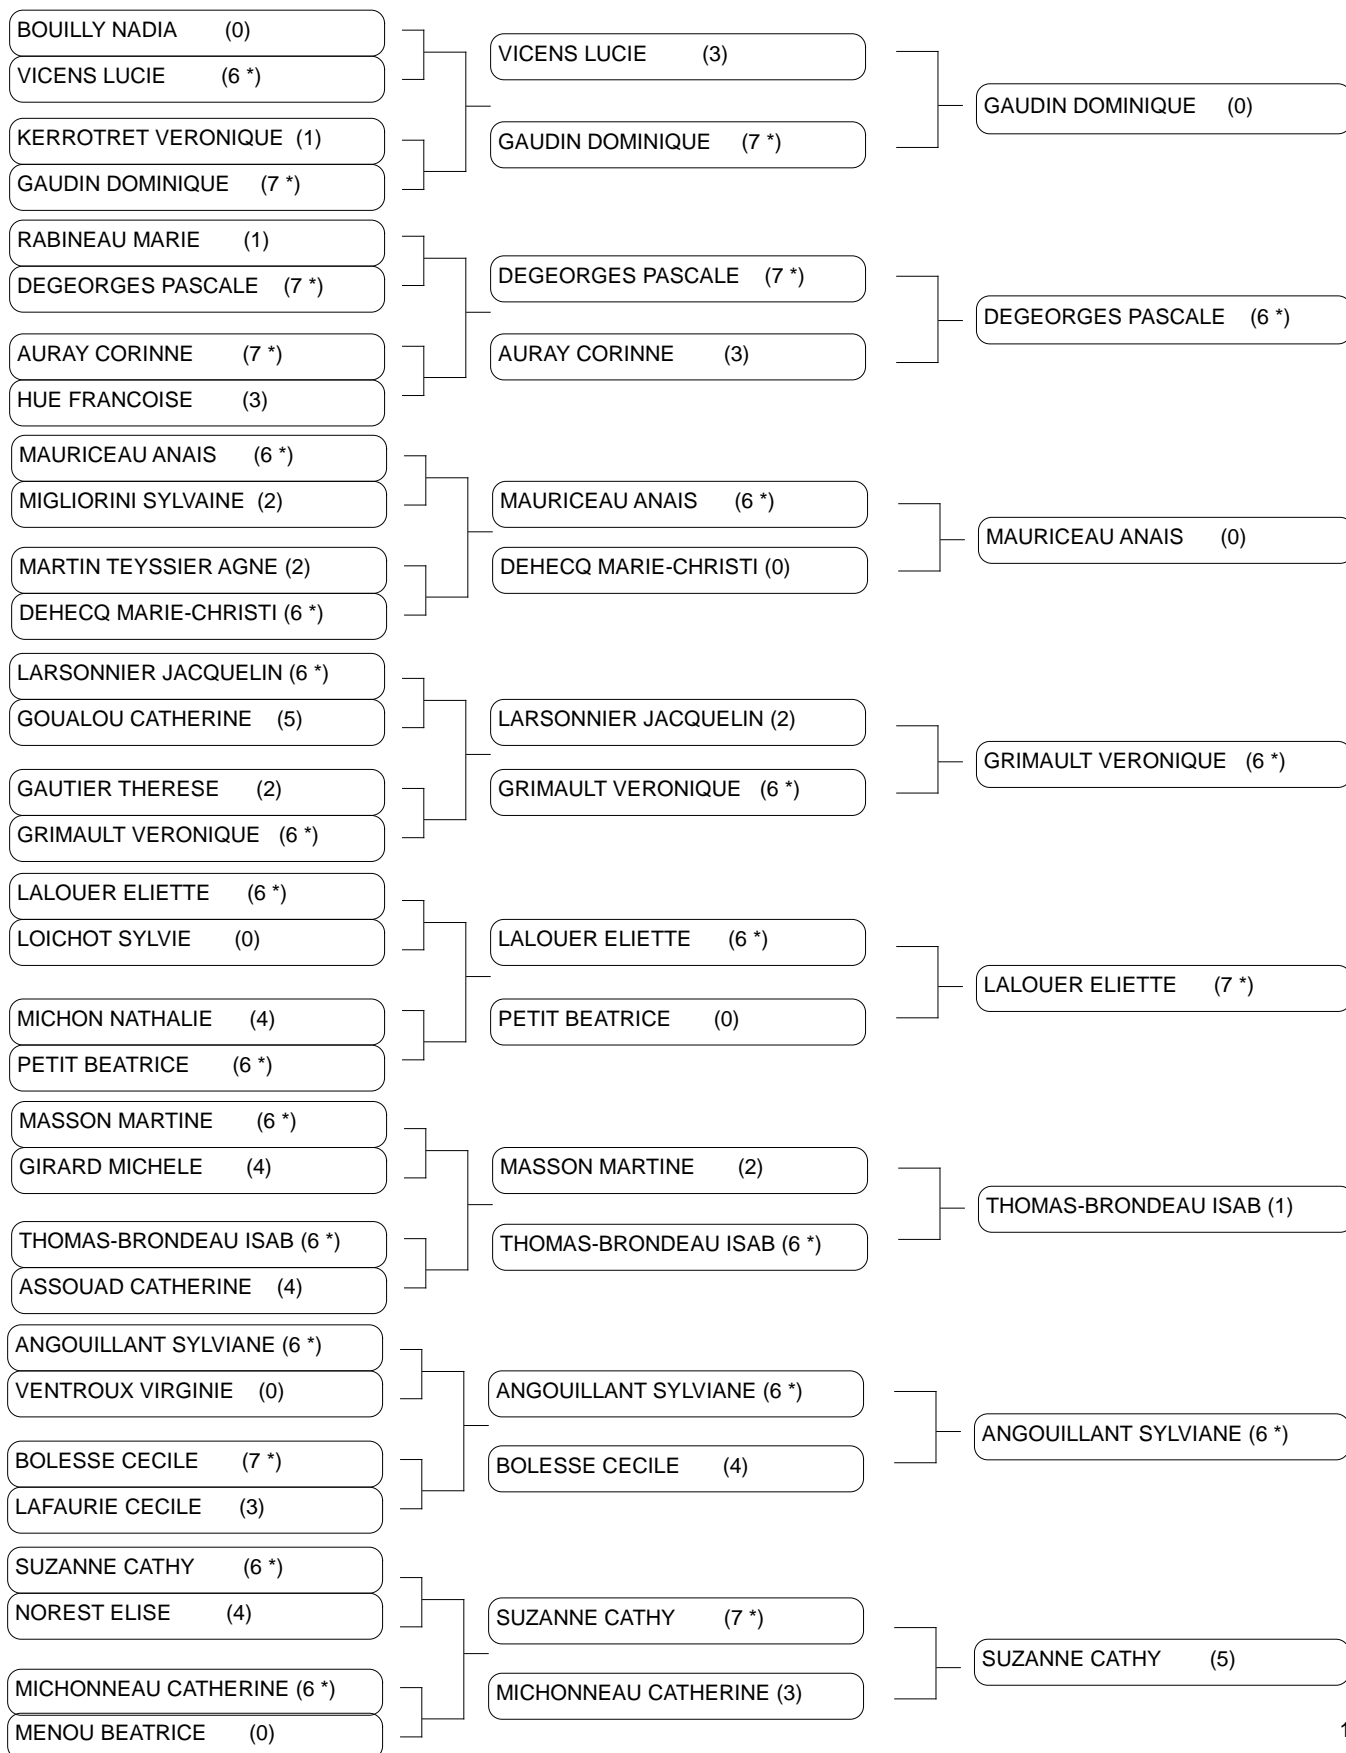 BOUILLY NADIA (0)
VICENS LUCIE (6 *)
KERROTRET VERONIQUE (1)
GAUDIN DOMINIQUE (7 *)
RABINEAU MARIE (1)
DEGEORGES PASCALE (7 *)
AURAY CORINNE (7 *)
HUE FRANCOISE (3)
MAURICEAU ANAIS (6 *)
MIGLIORINI SYLVAINE (2)
MARTIN TEYSSIER AGNE (2)
DEHECQ MARIE-CHRISTI (6 *)
LARSONNIER JACQUELIN (6 *)
GOUALOU CATHERINE (5)
GAUTIER THERESE (2)
GRIMAULT VERONIQUE (6 *)
LALOUER ELIETTE (6 *)
LOICHOT SYLVIE (0)
MICHON NATHALIE (4)
PETIT BEATRICE (6 *)
MASSON MARTINE (6 *)
GIRARD MICHELE (4)
THOMAS-BRONDEAU ISAB (6 *)
ASSOUAD CATHERINE (4)
ANGOUILLANT SYLVIANE (6 *)
VENTROUX VIRGINIE (0)
BOLESSE CECILE (7 *)
LAFAURIE CECILE (3)
SUZANNE CATHY (6 *)
NOREST ELISE (4)
MICHONNEAU CATHERINE (6 *)
MENOU BEATRICE (0)
VICENS LUCIE (3)
GAUDIN DOMINIQUE (7 *)
DEGEORGES PASCALE (7 *)
AURAY CORINNE (3)
MAURICEAU ANAIS (6 *)
DEHECQ MARIE-CHRISTI (0)
LARSONNIER JACQUELIN (2)
GRIMAULT VERONIQUE (6 *)
LALOUER ELIETTE (6 *)
PETIT BEATRICE (0)
MASSON MARTINE (2)
THOMAS-BRONDEAU ISAB (6 *)
ANGOUILLANT SYLVIANE (6 *)
BOLESSE CECILE (4)
SUZANNE CATHY (7 *)
MICHONNEAU CATHERINE (3)
GAUDIN DOMINIQUE (0)
DEGEORGES PASCALE (6 *)
MAURICEAU ANAIS (0)
GRIMAULT VERONIQUE (6 *)
LALOUER ELIETTE (7 *)
THOMAS-BRONDEAU ISAB (1)
ANGOUILLANT SYLVIANE (6 *)
SUZANNE CATHY (5)
1